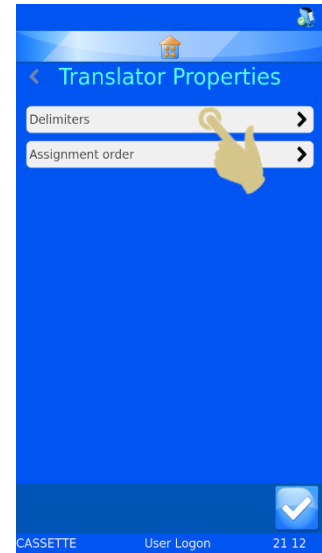 Translator Properties
Delimiters
Assignment order
CASSETTE User Logon 21 12